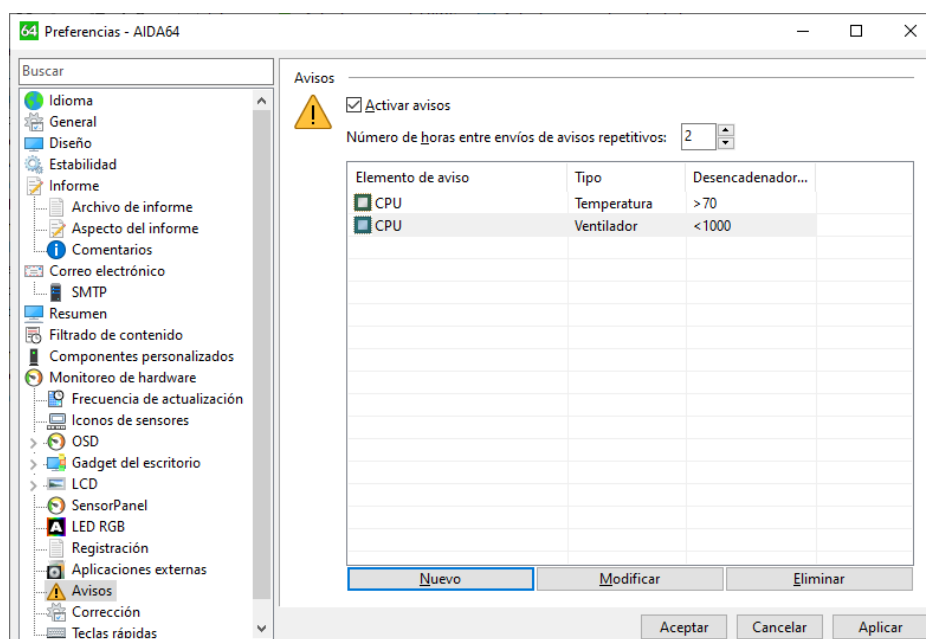 64 Preferencias - AIDA64
Buscar
Idioma
General
Diseño
Estabilidad
Informe
Archivo de informe
Aspecto del informe
Comentarios
Correo electrónico
SMTP
Resumen
Filtrado de contenido
Componentes personalizados
Monitoreo de hardware
Frecuencia de actualización
Iconos de sensores
OSD
Gadget del escritorio
LCD
SensorPanel
LED RGB
Registración
Aplicaciones externas
Avisos
Corrección
Teclas rápidas
Avisos
Activar avisos
Número de horas entre envíos de avisos repetitivos: 2
Elemento de aviso Tipo Desencadenador...
CPU Temperatura >70
CPU Ventilador <1000
Nuevo Modificar Eliminar
Aceptar Cancelar Aplicar